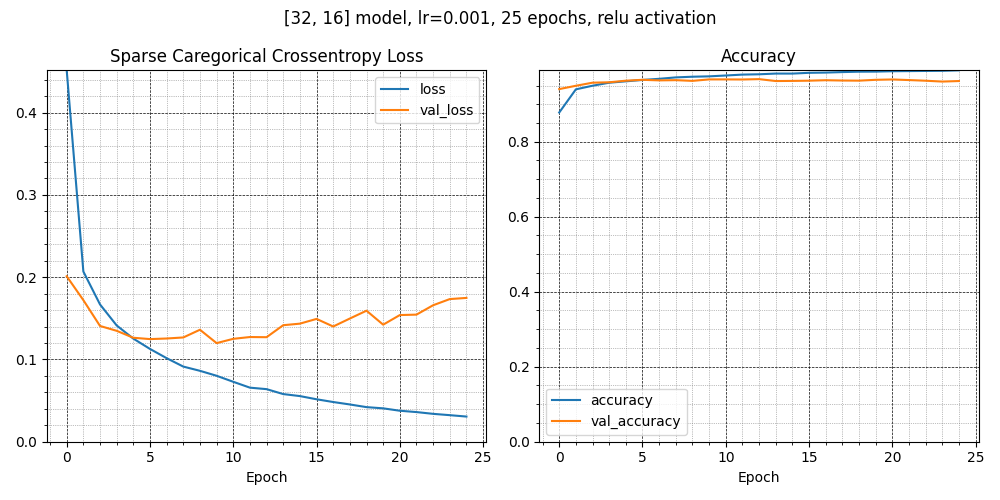 [32, 16] model, lr=0.001, 25 epochs, relu activation
Sparse Caregorical Crossentropy Loss
loss
val_loss
0.4
0.3
0.2
0.1
0.0
0 5 10 15 20 25
Epoch
Accuracy
0.8
0.6
0.4
0.2
0.0
accuracy
val_accuracy
0 5 10 15 20 25
Epoch